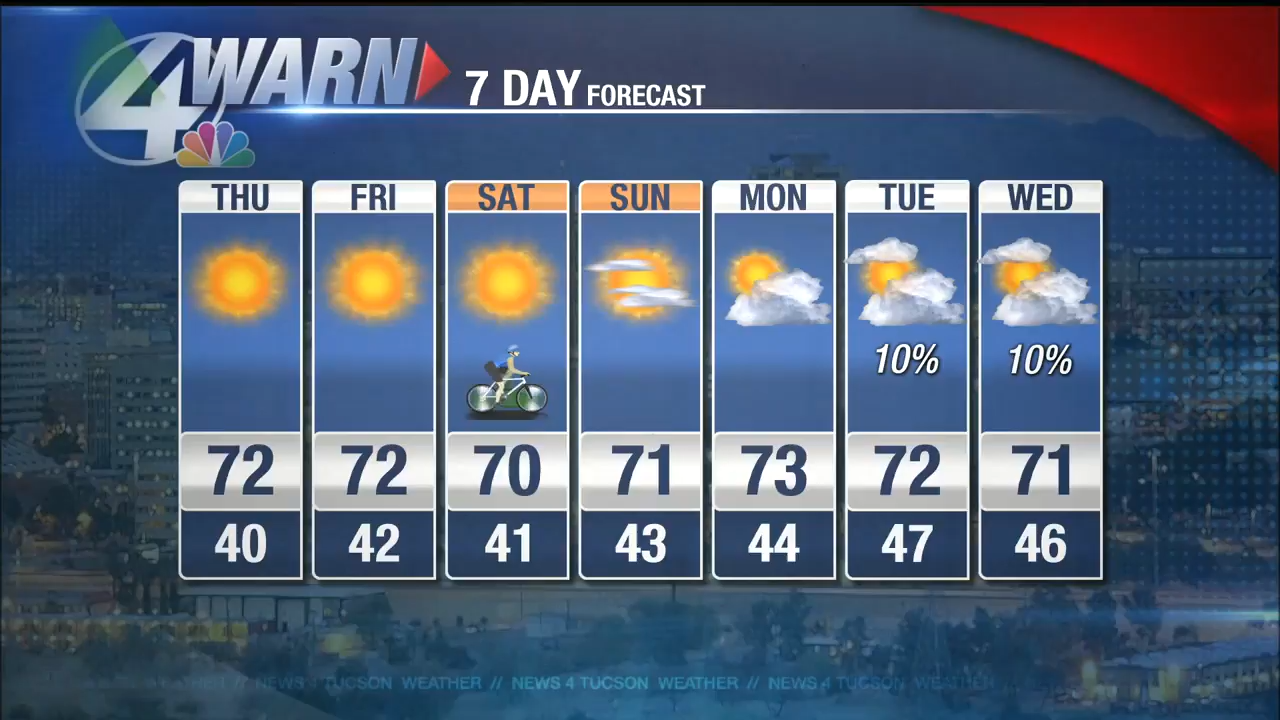 4WARN
7 DAY FORECAST
THU FRI SAT SUN MON TUE WED
10% 10%
72 72 70 71 73 72 71
40 42 41 43 44 47 46
WEATHER // NEWS 4 TUCSON WEATHER // NEWS 4 TUCSON WEATHER // NEWS 4 TUCSON WEATHER